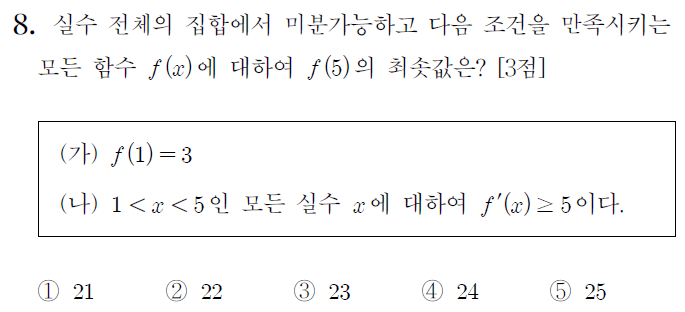 8. 실수 전체의 집합에서 미분가능하고 다음 조건을 만족시키는
모든 함수 f(x)에 대하여 f(5)의 최솟값은? [3점]
(가) f(1)=3
(나) 1<x<5인 모든 실수 x에 대하여 f′(x)≥5이다.
① 21 ② 22 ③ 23 ④ 24 ⑤ 25